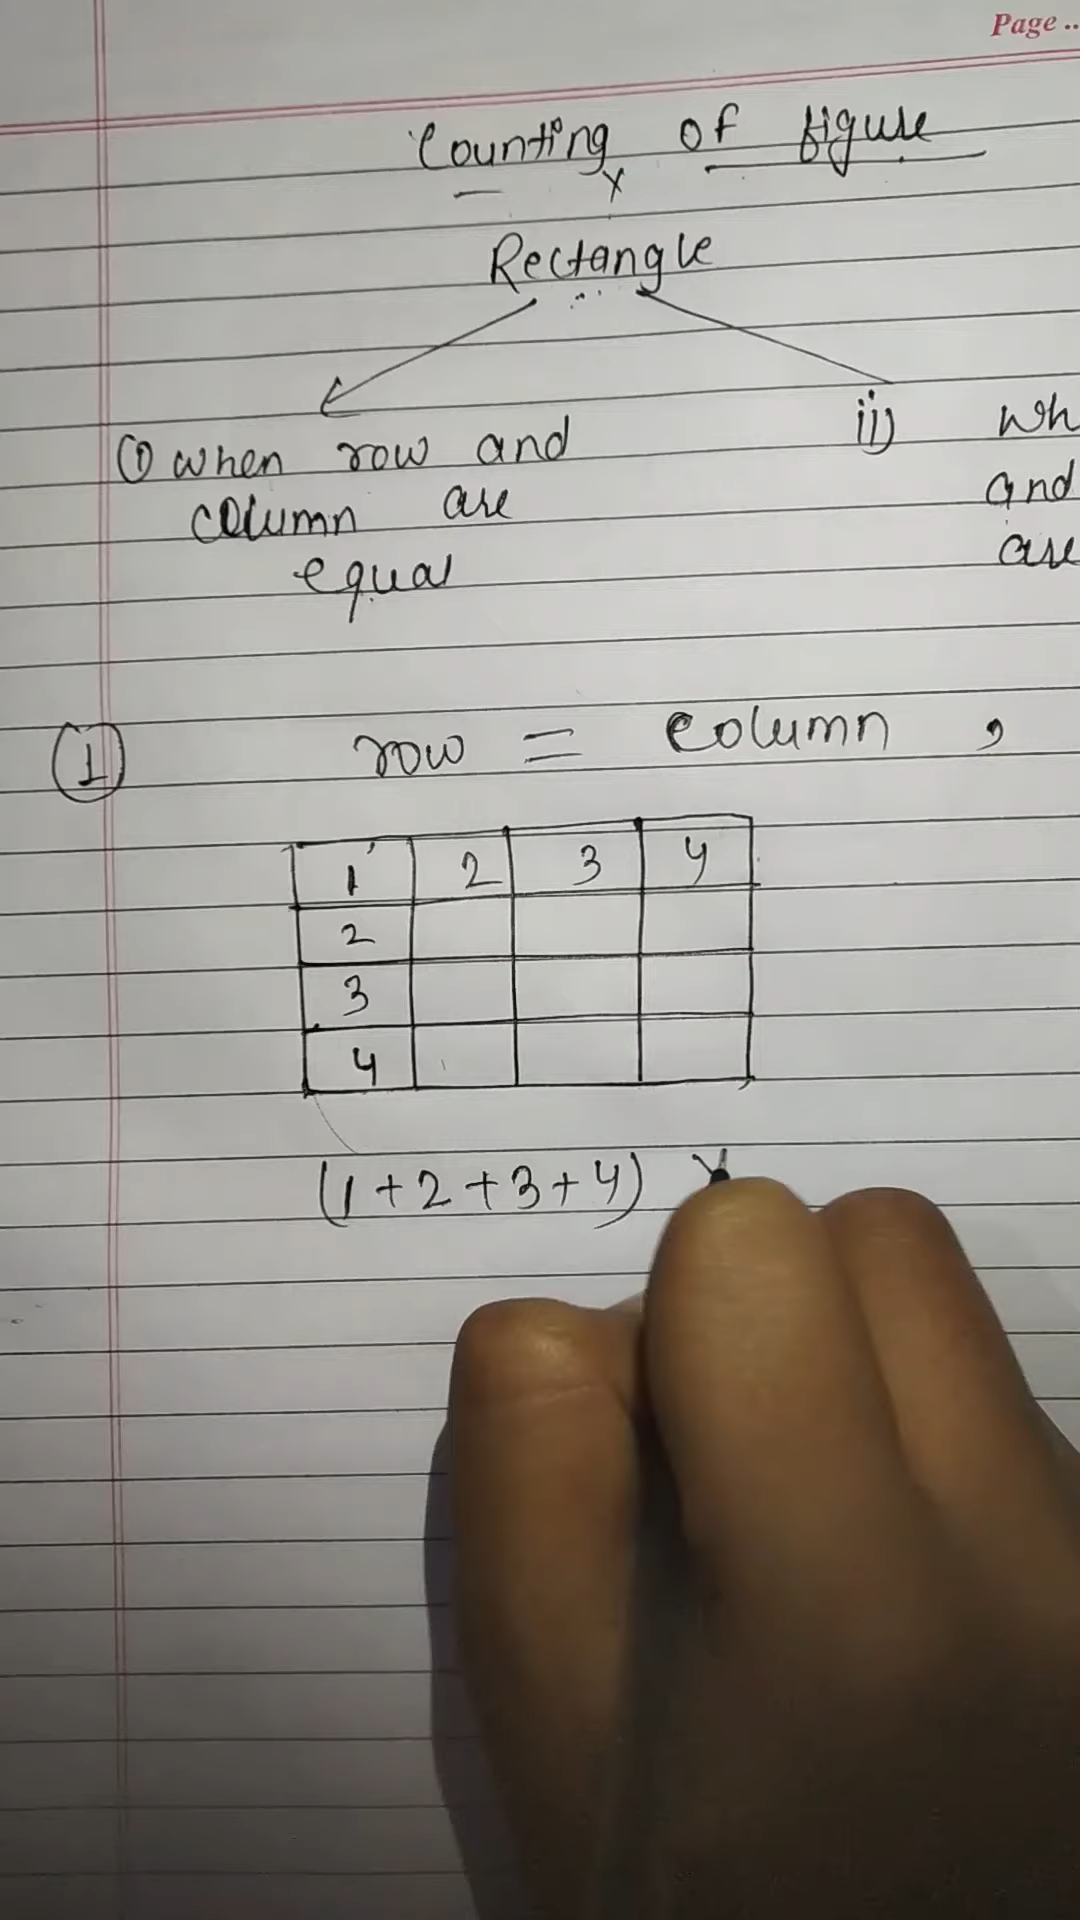 Page ..
Counting of figure
Rectangle
① when row and
column are
equal
ii) wh
and
are
① row = column ,
1 2 3 4
2
3
4
(1+2+3+4) x